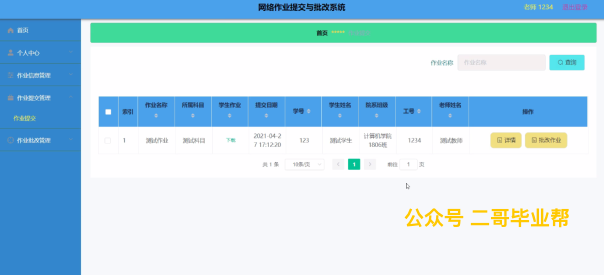 网络作业提交与批改系统
老师 1234 退出登录
首页
首页
个人中心
作业信息管理
作业提交管理
作业提交
作业批改管理
作业名称 作业名称 查询
索引 作业名称 所属科目 学生作业 提交日期 学号 学生姓名 院系班级 工号 老师姓名 操作
1 测试作业 测试科目 下载 2021-04-27 17:12:20 123 测试学生 计算机学院1806班 1234 测试教师 详情 批改作业
共 1 条 10条/页 1 前往 1 页
公众号 二哥毕业帮